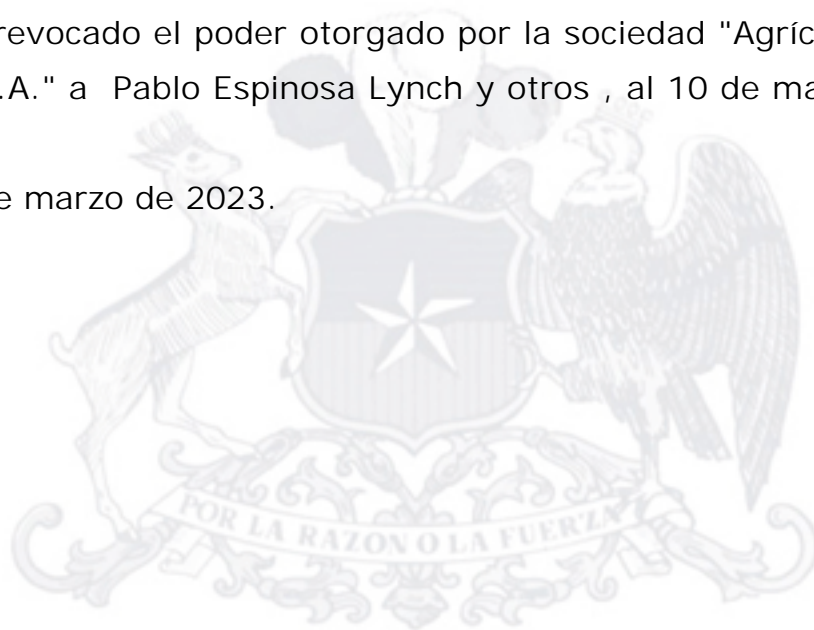 revocado el poder otorgado por la sociedad "Agríc
.A." a Pablo Espinosa Lynch y otros , al 10 de ma
e marzo de 2023.
POR LA RAZON O LA FUERZA